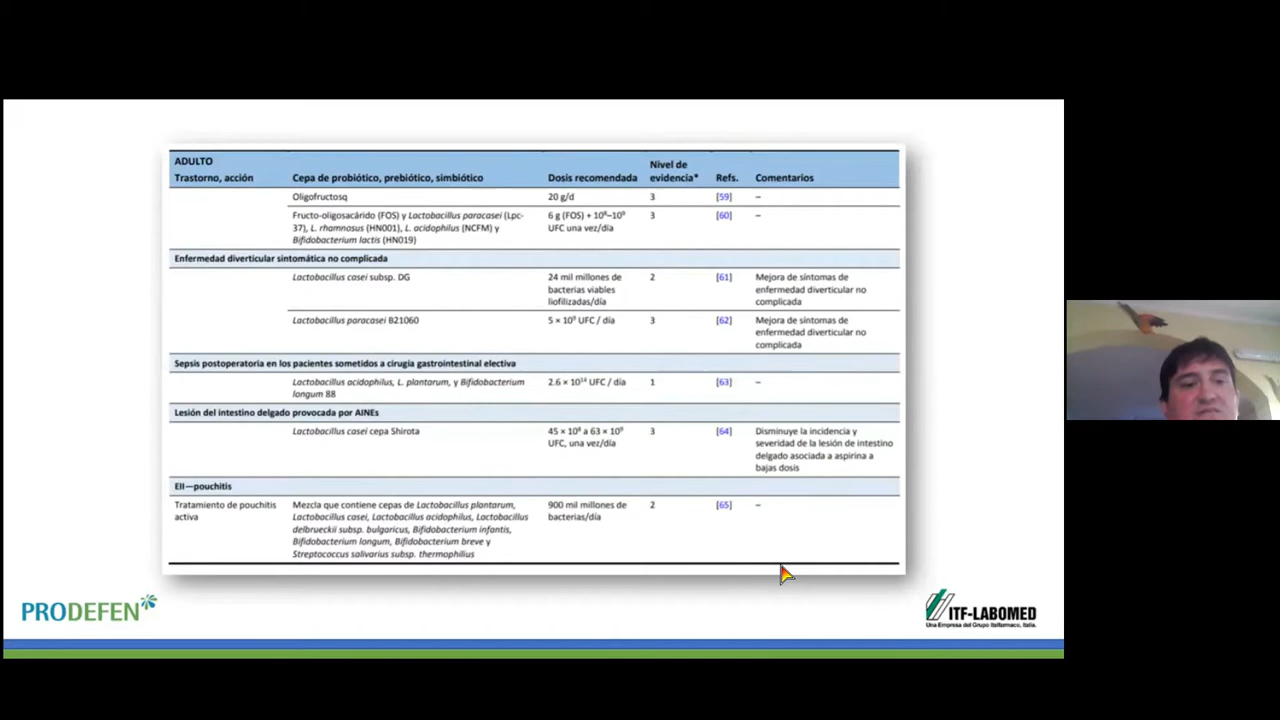 ADULTO
Trastorno, acción Cepa de probiótico, prebiótico, simbiótico Dosis recomendada Nivel de evidencia* Refs. Comentarios
Oligofructosq 20 g/d 3 [59] –
Fructo-oligosacárido (FOS) y Lactobacillus paracasei (Lpc- 6 g (FOS) + 10⁸–10⁹ 3 [60] –
37), L. rhamnosus (HN001), L. acidophilus (NCFM) y UFC una vez/día
Bifidobacterium lactis (HN019)
Enfermedad diverticular sintomática no complicada
Lactobacillus casei subsp. DG 24 mil millones de 2 [61] Mejora de síntomas de
bacterias viables enfermedad diverticular no
liofilizadas/día complicada
Lactobacillus paracasei B21060 5 × 10⁹ UFC / día 3 [62] Mejora de síntomas de
enfermedad diverticular no
complicada
Sepsis postoperatoria en los pacientes sometidos a cirugía gastrointestinal electiva
Lactobacillus acidophilus, L. plantarum, y Bifidobacterium 2.6 × 10¹⁴ UFC / día 1 [63] –
longum 88
Lesión del intestino delgado provocada por AINEs
Lactobacillus casei cepa Shirota 45 × 10⁸ a 63 × 10⁹ 3 [64] Disminuye la incidencia y
UFC, una vez/día severidad de la lesión de intestino
delgado asociada a aspirina a
bajas dosis
EII—pouchitis
Tratamiento de pouchitis Mezcla que contiene cepas de Lactobacillus plantarum, 900 mil millones de 2 [65] –
activa Lactobacillus casei, Lactobacillus acidophilus, Lactobacillus bacterias/día
delbrueckii subsp. bulgaricus, Bifidobacterium infantis,
Bifidobacterium longum, Bifidobacterium breve y
Streptococcus salivarius subsp. thermophilius
PRODEFEN
ITF-LABOMED
Una Empresa del Grupo Italfarmaco, Italia.